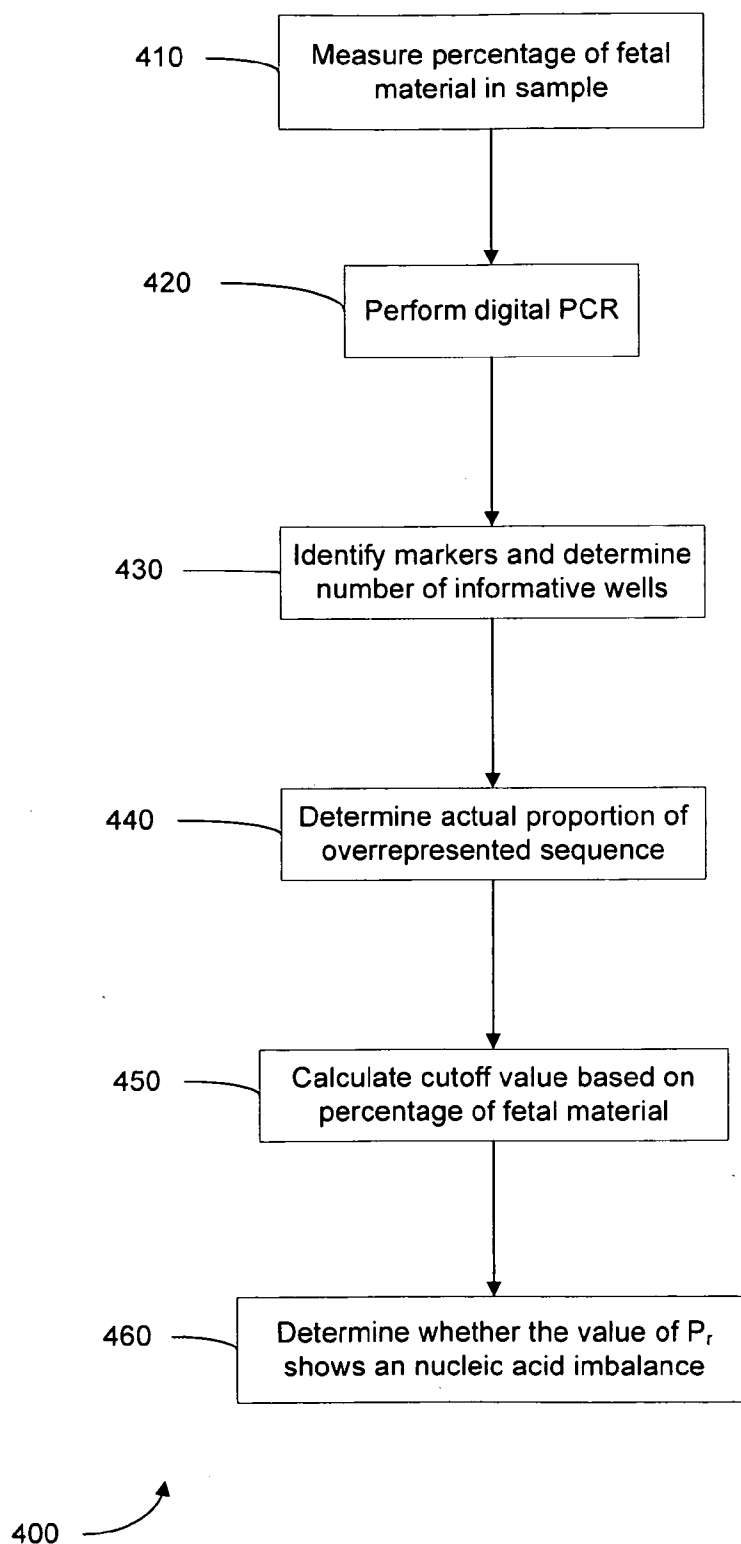 410
Measure percentage of fetal
material in sample
420
Perform digital PCR
430
Identify markers and determine
number of informative wells
440
Determine actual proportion of
overrepresented sequence
450
Calculate cutoff value based on
percentage of fetal material
460
Determine whether the value of Pr
shows an nucleic acid imbalance
400